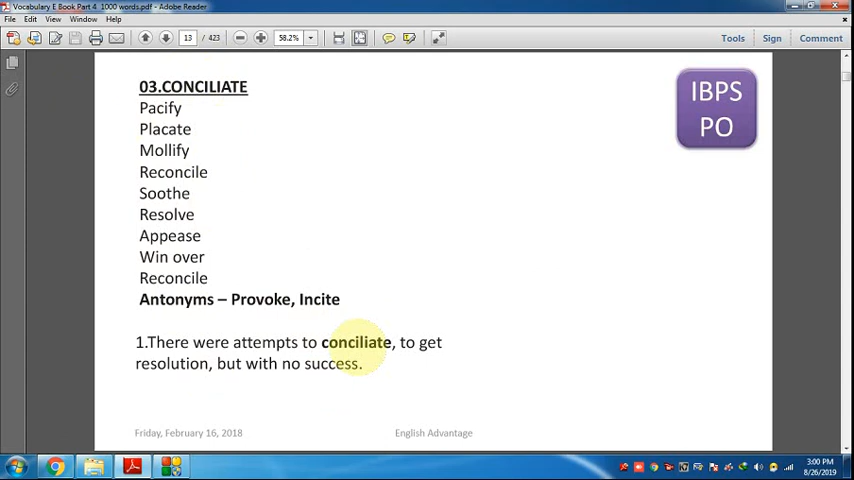 Vocabulary E Book Part 4 1000 words.pdf - Adobe Reader
File Edit View Window Help
13 / 423 58.2% Tools Sign Comment
03.CONCILIATE
Pacify
Placate
Mollify
Reconcile
Soothe
Resolve
Appease
Win over
Reconcile
Antonyms – Provoke, Incite
IBPS
PO
1.There were attempts to conciliate, to get
resolution, but with no success.
Friday, February 16, 2018 English Advantage
3:00 PM
8/26/2019